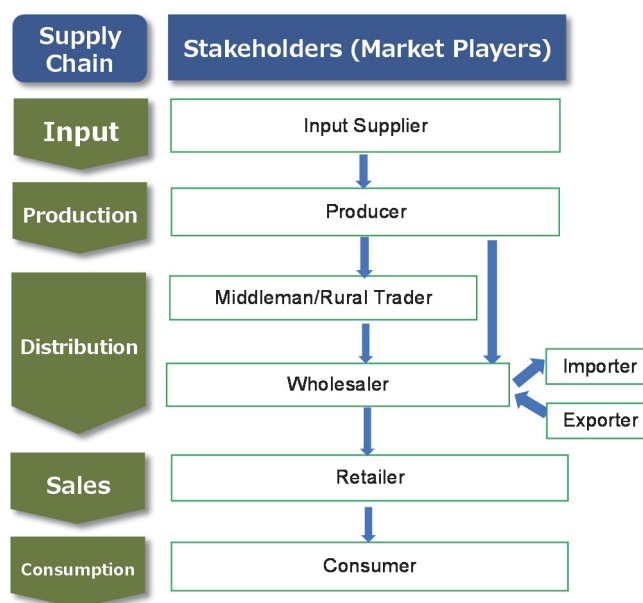 Supply
Chain
Stakeholders (Market Players)
Input
Input Supplier
Production
Producer
Distribution
Middleman/Rural Trader
Wholesaler
Importer
Exporter
Sales
Retailer
Consumption
Consumer